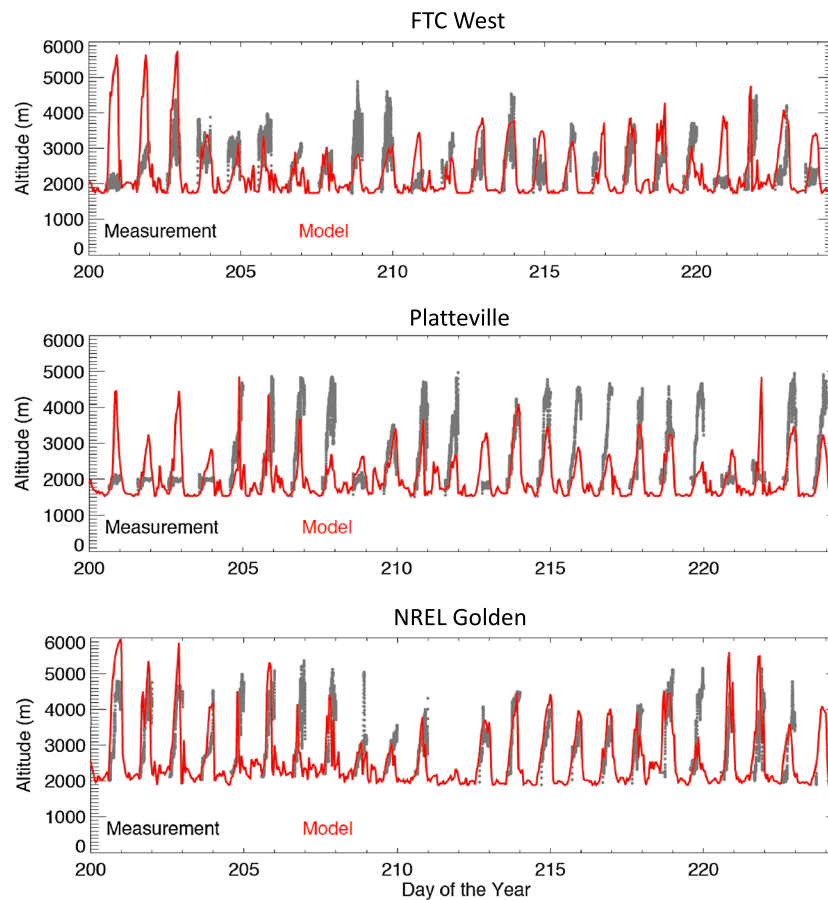 FTC West
6000
5000
4000
3000
2000
1000
0
Altitude (m)
Measurement Model
200 205 210 215 220
Platteville
6000
5000
4000
3000
2000
1000
0
Altitude (m)
Measurement Model
200 205 210 215 220
NREL Golden
6000
5000
4000
3000
2000
1000
0
Altitude (m)
Measurement Model
200 205 210 215 220
Day of the Year